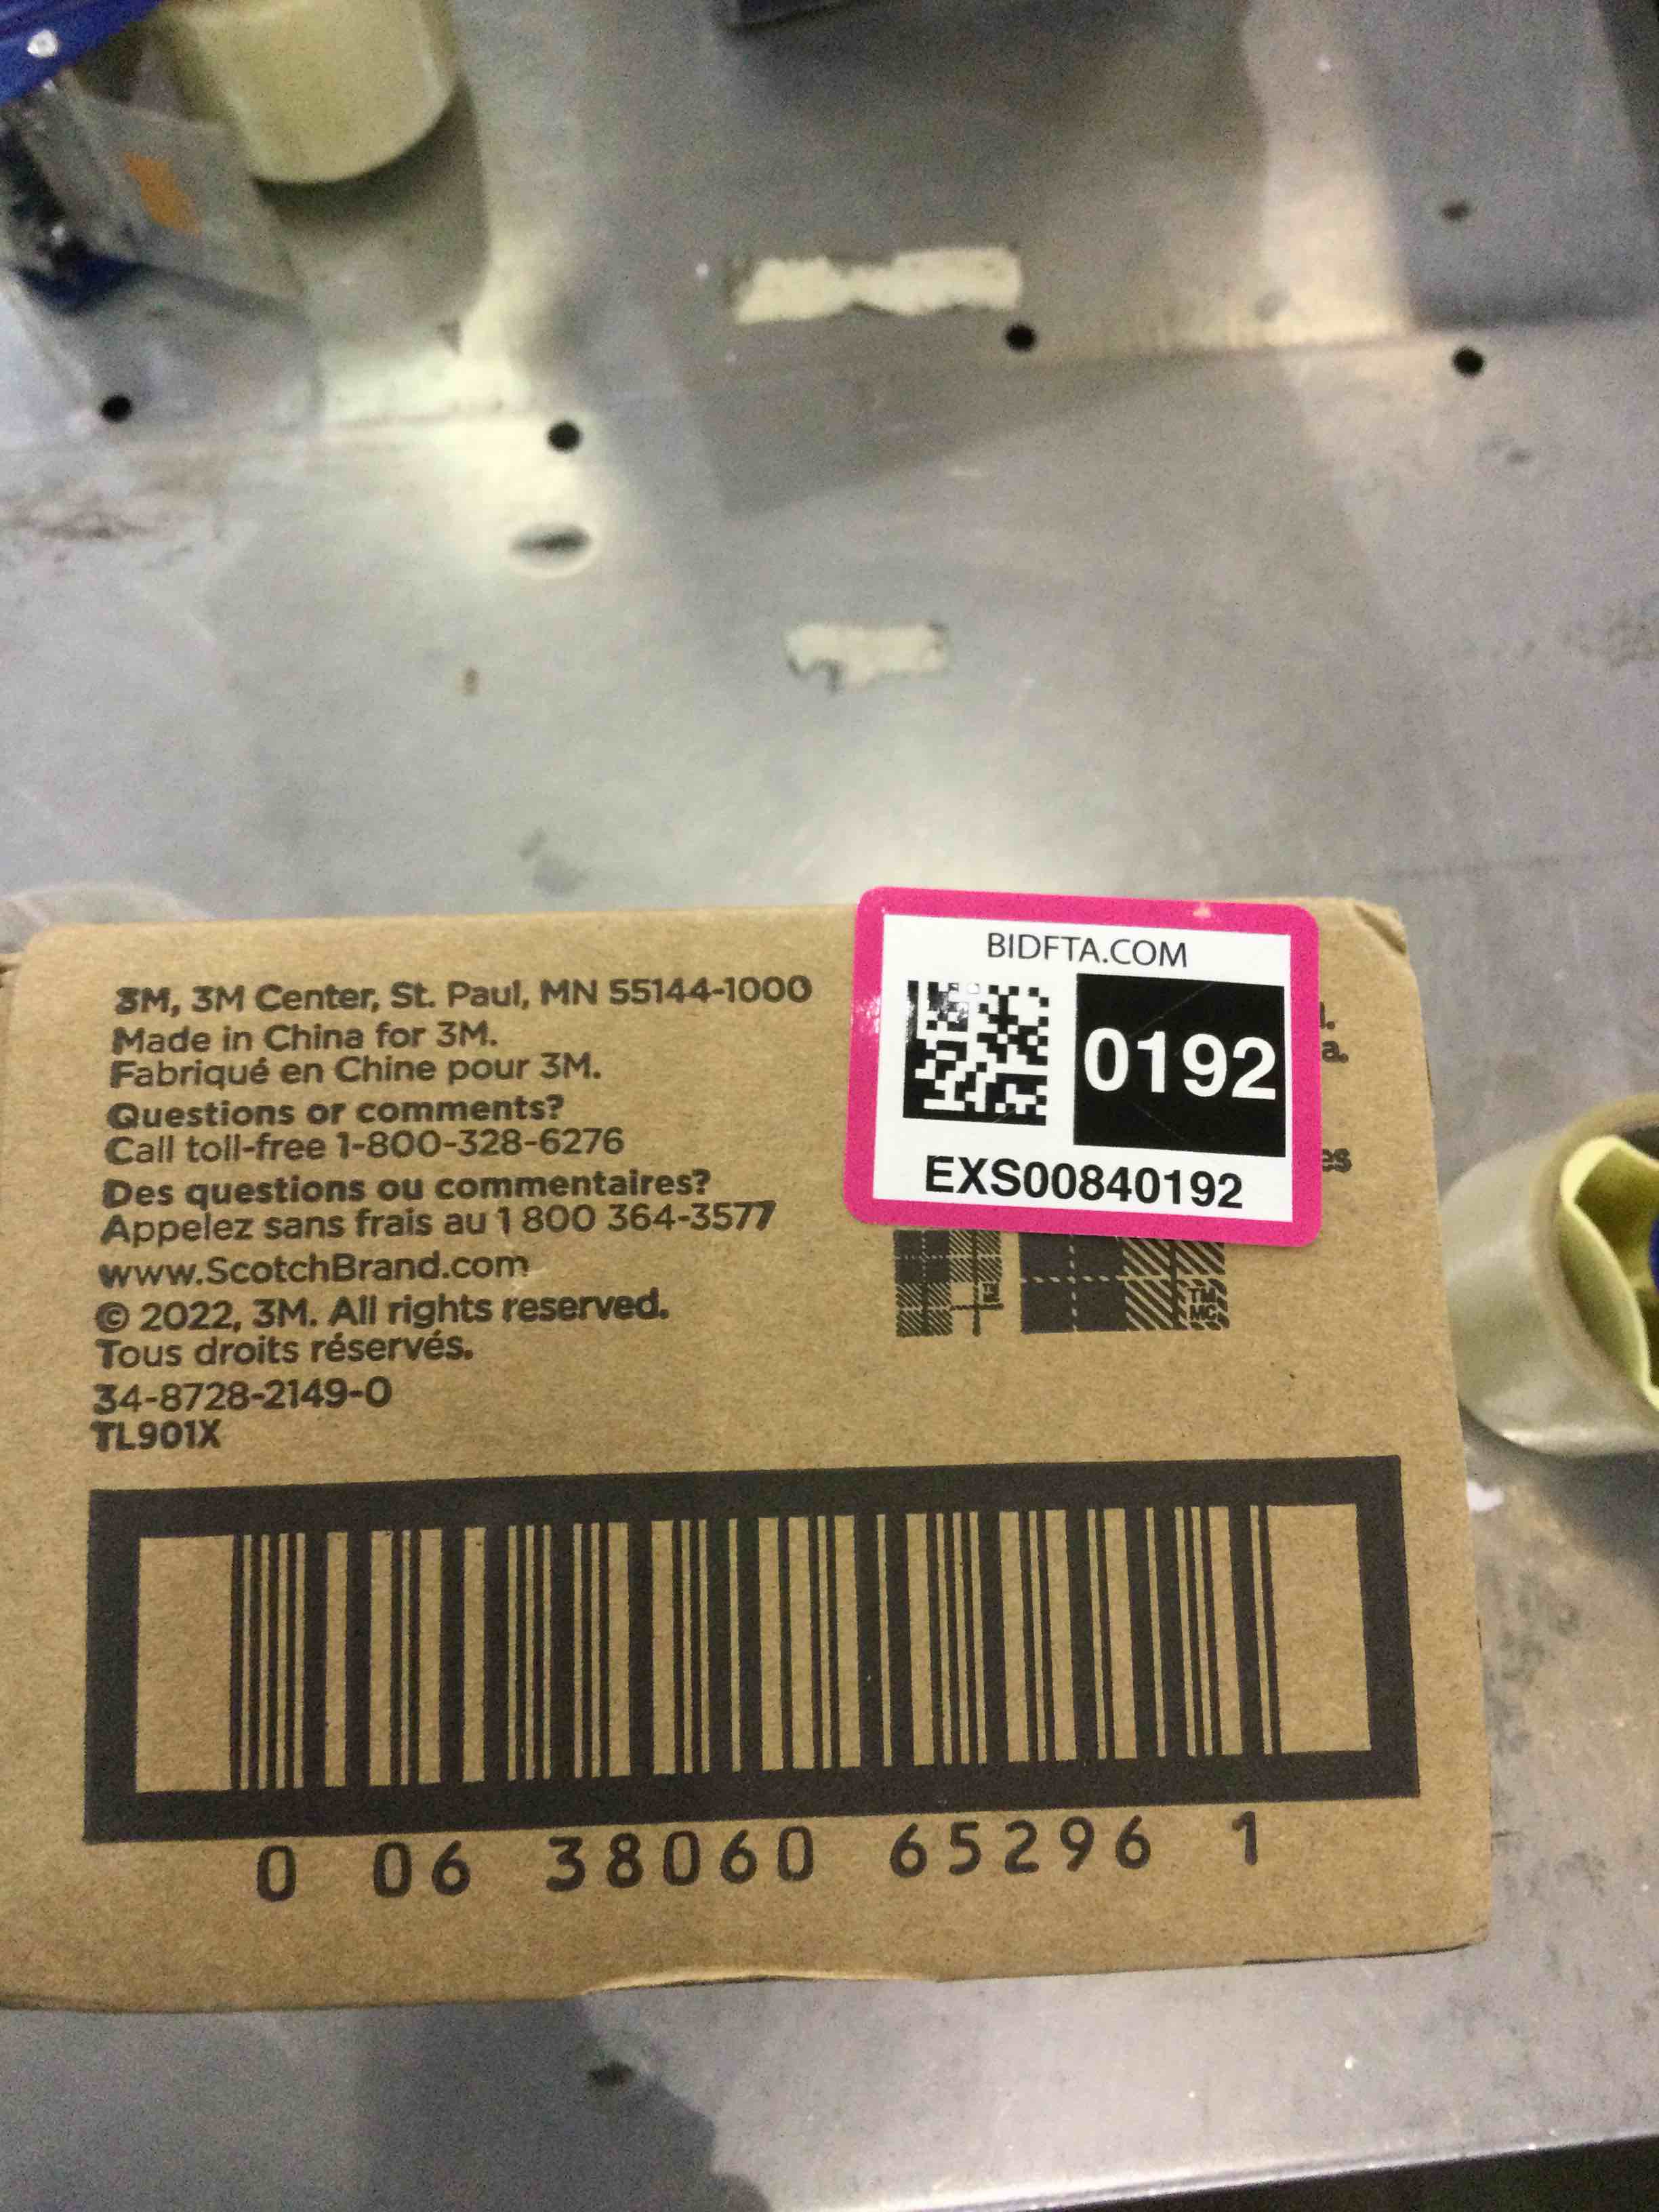 3M, 3M Center, St. Paul, MN 55144-1000
Made in China for 3M.
Fabriqué en Chine pour 3M.
Questions or comments?
Call toll-free 1-800-328-6276
Des questions ou commentaires?
Appelez sans frais au 1 800 364-3577
www.ScotchBrand.com
© 2022, 3M. All rights reserved.
Tous droits réservés.
34-8728-2149-0
TL901X
BIDFTA.COM
0192
EXS00840192
TM
MC
0 06 38060 65296 1